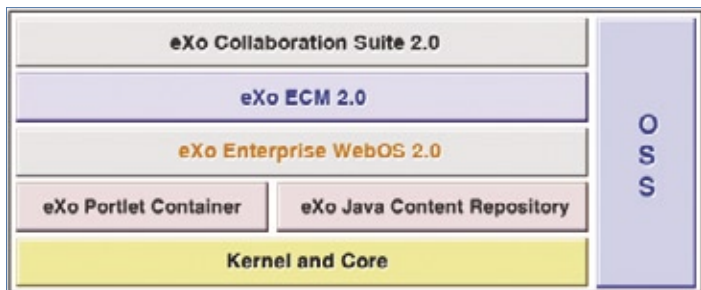 eXo Collaboration Suite 2.0
eXo ECM 2.0
eXo Enterprise WebOS 2.0
eXo Portlet Container
eXo Java Content Repository
Kernel and Core
O
S
S